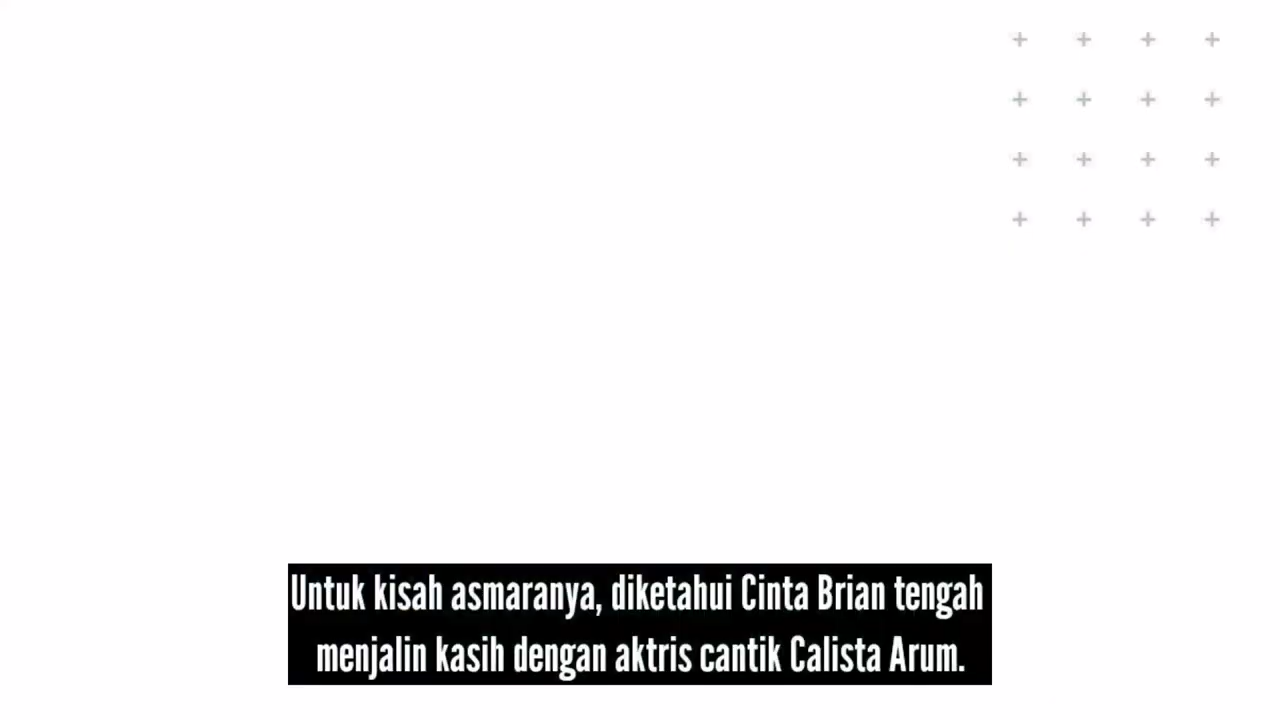 Untuk kisah asmaranya, diketahui Cinta Brian tengah
menjalin kasih dengan aktris cantik Calista Arum.